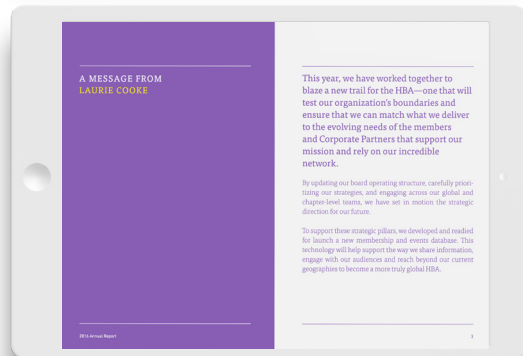 A MESSAGE FROM
LAURIE COOKE
2016 Annual Report
This year, we have worked together to
blaze a new trail for the HBA—one that will
test our organization's boundaries and
ensure that we can match what we deliver
to the evolving needs of the members
and Corporate Partners that support our
mission and rely on our incredible
network.
By updating our board operating structure, carefully priori-
tizing our strategies, and engaging across our global and
chapter-level teams, we have set in motion the strategic
direction for our future.
To support these strategic pillars, we developed and readied
for launch a new membership and events database. This
technology will help support the way we share information,
engage with our audiences and reach beyond our current
geographies to become a more truly global HBA.
3